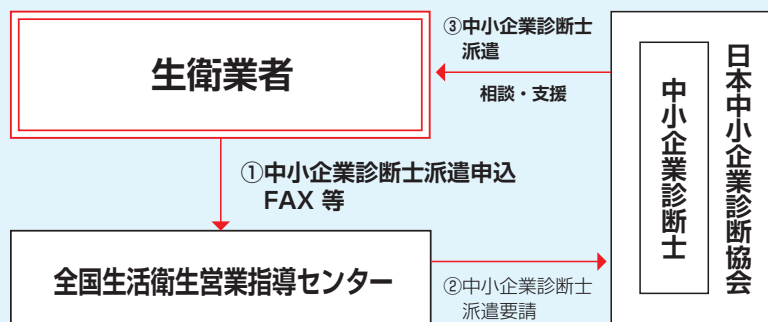 生衛業者
③中小企業診断士
派遣
相談・支援
日本中小企業診断協会
中小企業診断士
①中小企業診断士派遣申込
FAX 等
全国生活衛生営業指導センター
②中小企業診断士
派遣要請